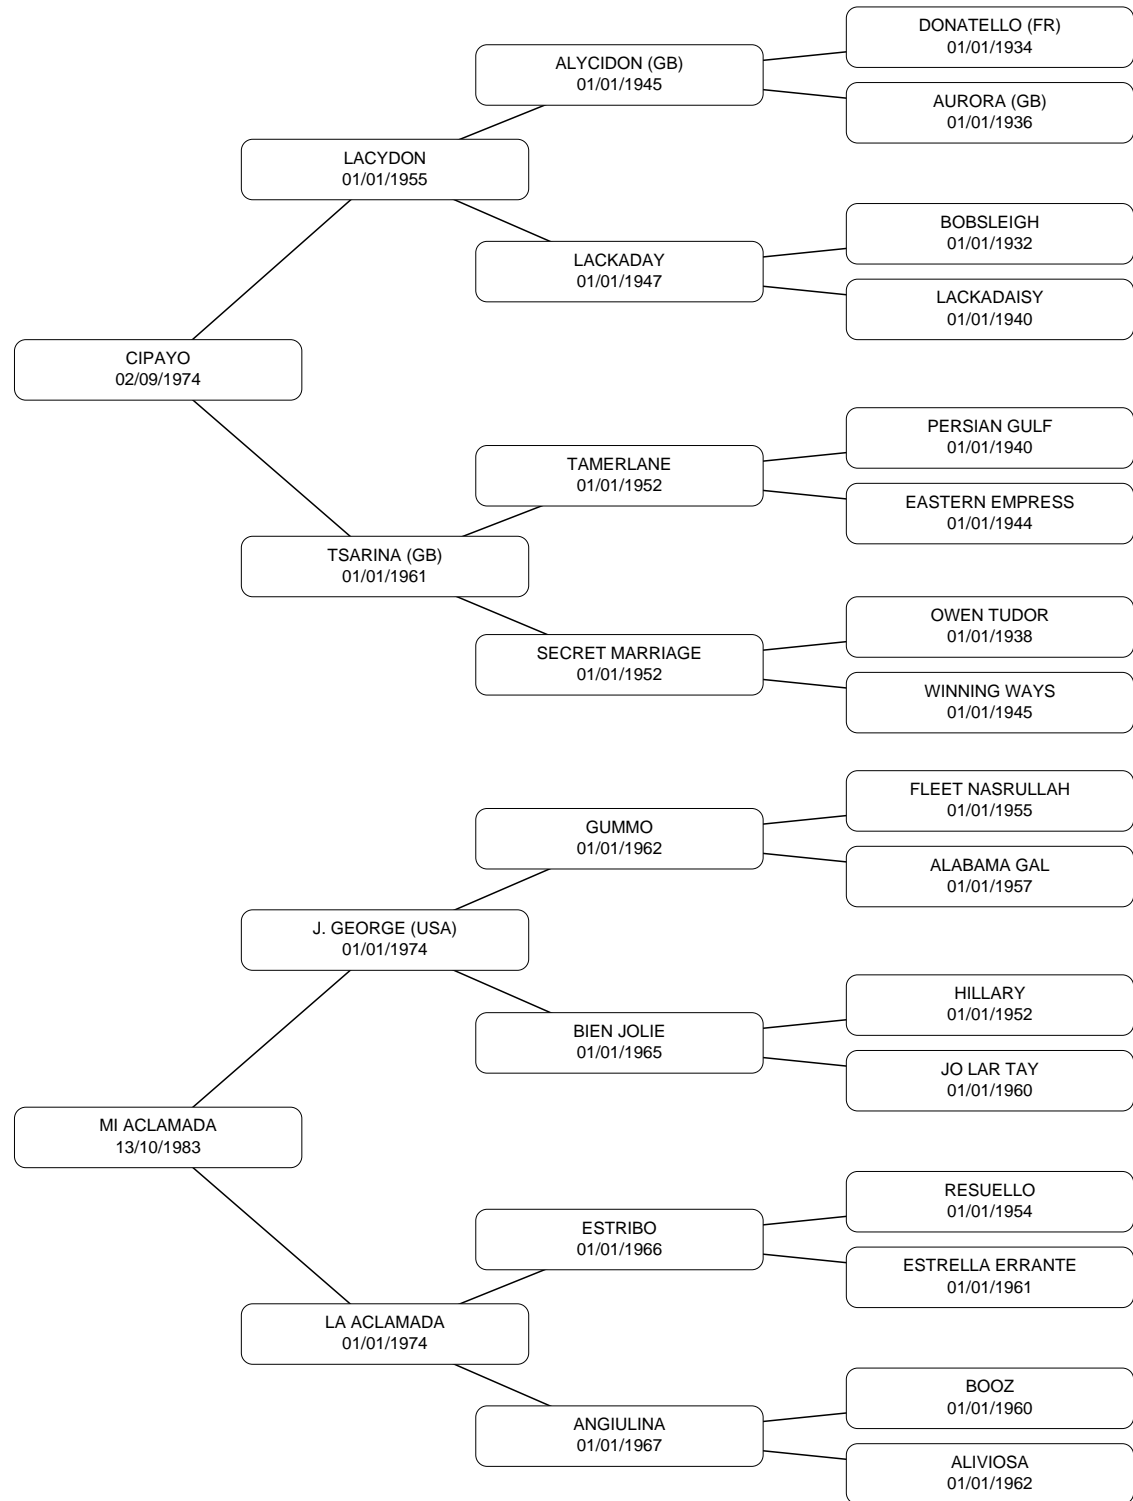 DONATELLO (FR)
01/01/1934
ALYCIDON (GB)
01/01/1945
AURORA (GB)
01/01/1936
LACYDON
01/01/1955
BOBSLEIGH
01/01/1932
LACKADAY
01/01/1947
LACKADAISY
01/01/1940
CIPAYO
02/09/1974
PERSIAN GULF
01/01/1940
TAMERLANE
01/01/1952
EASTERN EMPRESS
01/01/1944
TSARINA (GB)
01/01/1961
OWEN TUDOR
01/01/1938
SECRET MARRIAGE
01/01/1952
WINNING WAYS
01/01/1945
FLEET NASRULLAH
01/01/1955
GUMMO
01/01/1962
ALABAMA GAL
01/01/1957
J. GEORGE (USA)
01/01/1974
HILLARY
01/01/1952
BIEN JOLIE
01/01/1965
JO LAR TAY
01/01/1960
MI ACLAMADA
13/10/1983
RESUELLO
01/01/1954
ESTRIBO
01/01/1966
ESTRELLA ERRANTE
01/01/1961
LA ACLAMADA
01/01/1974
BOOZ
01/01/1960
ANGIULINA
01/01/1967
ALIVIOSA
01/01/1962